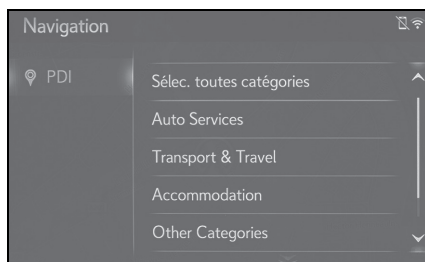 Navigation
PDI
Sélec. toutes catégories
Auto Services
Transport & Travel
Accommodation
Other Categories